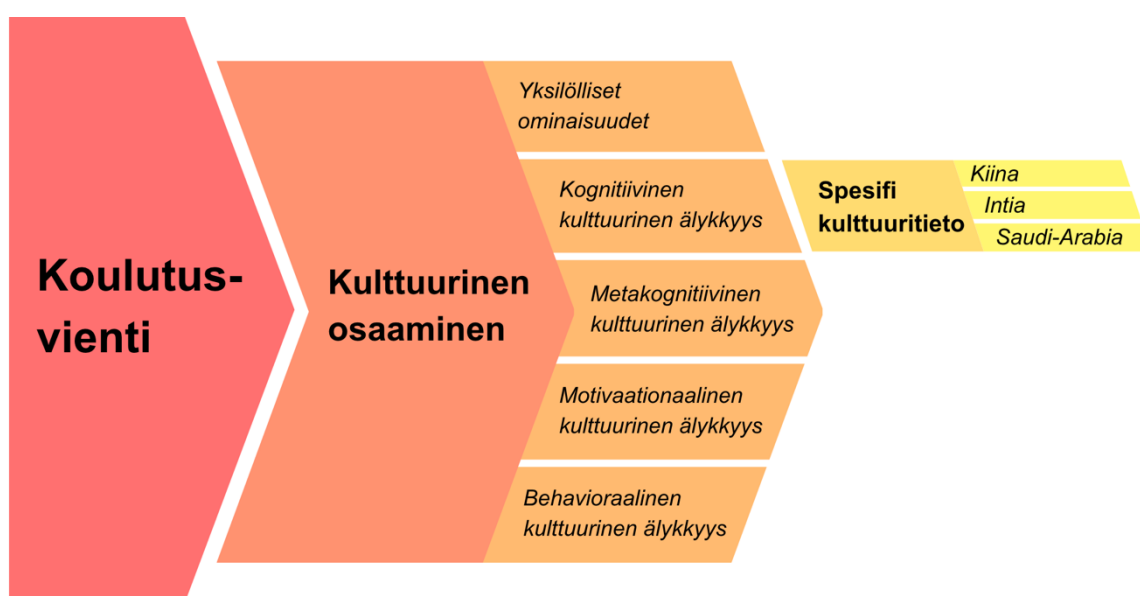 Koulutus-
vienti
Kulttuurinen
osaaminen
Yksilölliset
ominaisuudet
Kognitiivinen
kulttuurinen älykkyys
Metakognitiivinen
kulttuurinen älykkyys
Motivaationaalinen
kulttuurinen älykkyys
Behavioraalinen
kulttuurinen älykkyys
Spesifi
kulttuuritieto
Kiina
Intia
Saudi-Arabia